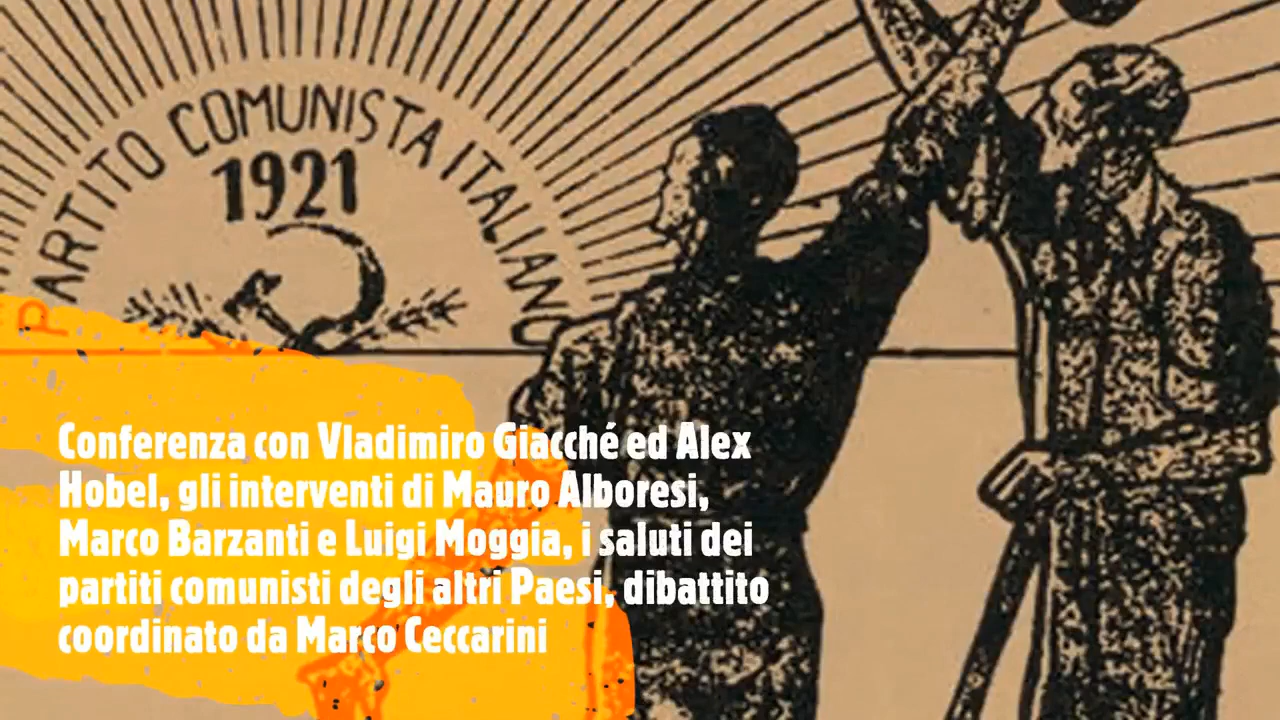 PARTITO COMUNISTA ITALIANO
1921
Conferenza con Vladimiro Giacché ed Alex
Hobel, gli interventi di Mauro Alboresi,
Marco Barzanti e Luigi Moggia, i saluti dei
partiti comunisti degli altri Paesi, dibattito
coordinato da Marco Ceccarini